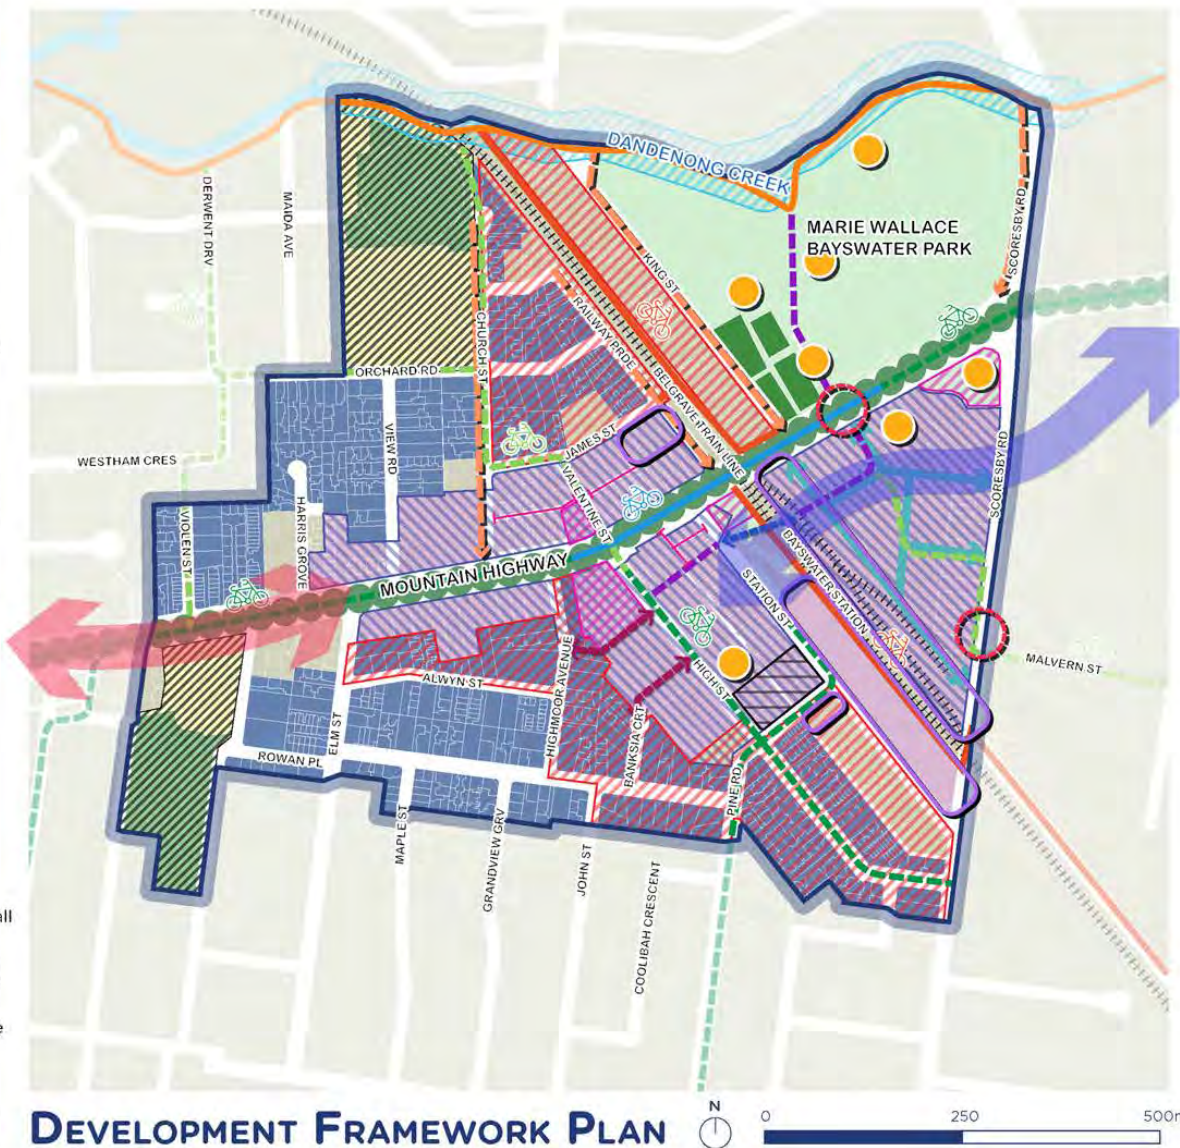 DANDENONG CREEK
MARIE WALLACE
BAYSWATER PARK
SCORESBY RD
DERWENT DRV
MAIDA AVE
KING ST
RAILWAY PRDE
CHURCH ST
BELGRAVE TRAIN LINE
ORCHARD RD
VIEW RD
JAMES ST
WESTHAM CRES
VALENTINE ST
SCORESBY RD
VIOLEN ST
HARRIS GROVE
MOUNTAIN HIGHWAY
BAYSWATER STATION
STATION ST
MALVERN ST
ALWYN ST
HIGHMOOR AVENUE
HIGH ST
ELM ST
BANKSIA CRT
ROWAN PL
PINE RD
MAPLE ST
GRANDVIEW GRV
JOHN ST
COOLIBAH CRESCENT
all
e
DEVELOPMENT FRAMEWORK PLAN
N
0 250 500m